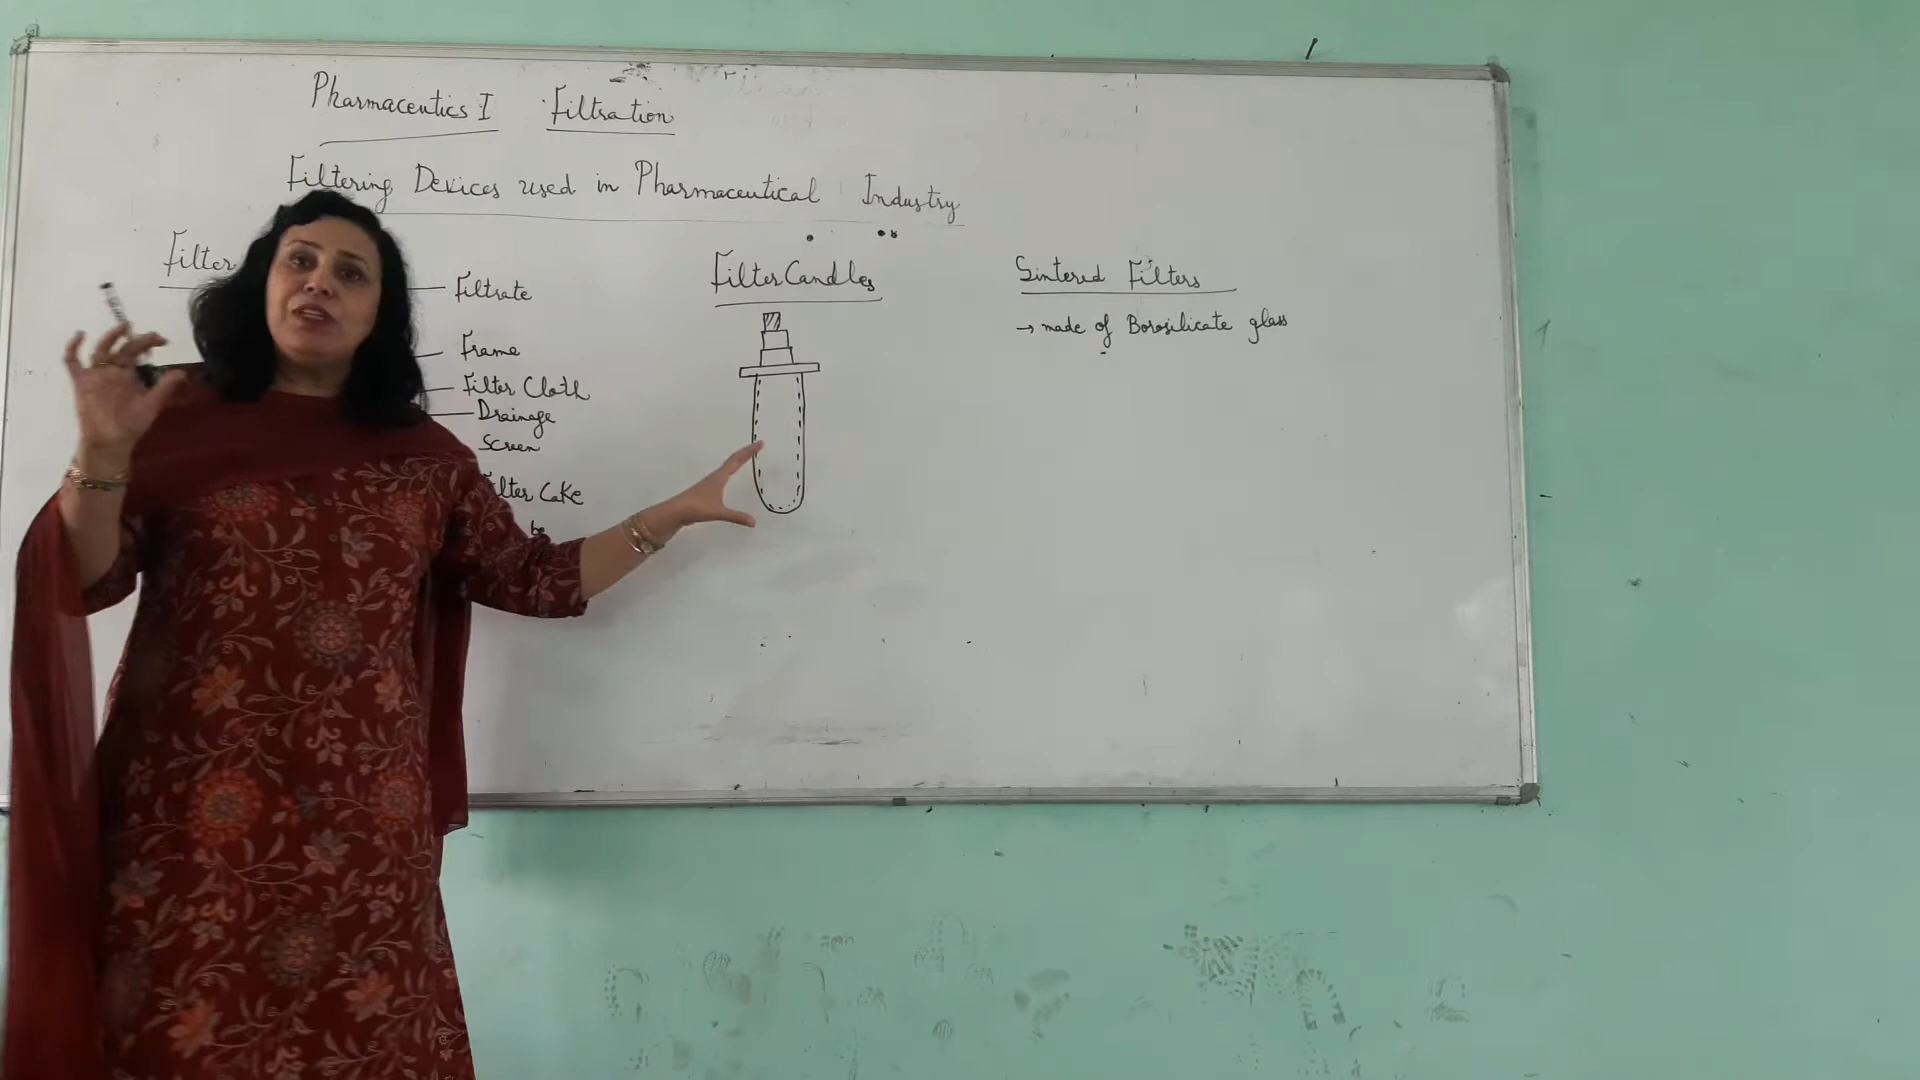 Pharmaceutics I Filtration
Filtering Devices used in Pharmaceutical Industry
Filter
Filtrate
Frame
Filter Cloth
Drainage
Screen
Filter Cake
be
Filter Candles
Sintered Filters
→ made of Borosilicate glass